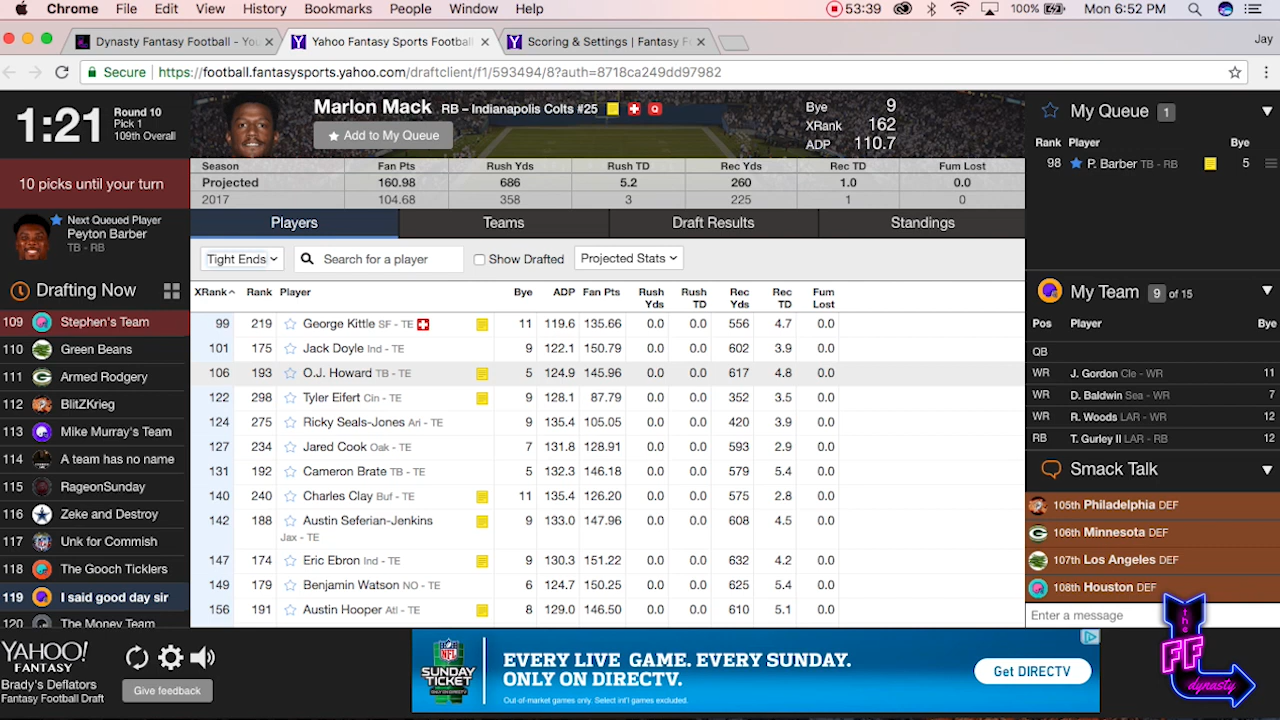 Chrome File Edit View History Bookmarks People Window Help 53:39 100% Mon 6:52 PM
Dynasty Fantasy Football - You Yahoo Fantasy Sports Football Scoring & Settings | Fantasy F Jay
Secure https://football.fantasysports.yahoo.com/draftclient/f1/593494/8?auth=8718ca249dd97982
1:21
Round 10
Pick 1
109th Overall
10 picks until your turn
Next Queued Player
Peyton Barber
TB - RB
Drafting Now
109 Stephen's Team
110 Green Beans
111 Armed Rodgery
112 BlitZKrieg
113 Mike Murray's Team
114 A team has no name
115 RageonSunday
116 Zeke and Destroy
117 Unk for Commish
118 The Gooch Ticklers
119 I said good day sir
120 The Money Team
YAHOO!
FANTASY
Brady's Deflators
Fantasy Football Draft
Give feedback
Marlon Mack RB – Indianapolis Colts #25 Q
Add to My Queue
Bye 9
XRank 162
ADP 110.7
Season Fan Pts Rush Yds Rush TD Rec Yds Rec TD Fum Lost
Projected 160.98 686 5.2 260 1.0 0.0
2017 104.68 358 3 225 1 0
Players Teams Draft Results Standings
Tight Ends Search for a player Show Drafted Projected Stats
XRank Rank Player Bye ADP Fan Pts Rush Yds Rush TD Rec Yds Rec TD Fum Lost
99 219 George Kittle SF - TE 11 119.6 135.66 0.0 0.0 556 4.7 0.0
101 175 Jack Doyle Ind - TE 9 122.1 150.79 0.0 0.0 602 3.9 0.0
106 193 O.J. Howard TB - TE 5 124.9 145.96 0.0 0.0 617 4.8 0.0
122 298 Tyler Eifert Cin - TE 9 128.1 87.79 0.0 0.0 352 3.5 0.0
124 275 Ricky Seals-Jones Ari - TE 9 135.4 105.05 0.0 0.0 420 3.9 0.0
127 234 Jared Cook Oak - TE 7 131.8 128.91 0.0 0.0 593 2.9 0.0
131 192 Cameron Brate TB - TE 5 132.3 146.18 0.0 0.0 579 5.4 0.0
140 240 Charles Clay Buf - TE 11 135.4 126.20 0.0 0.0 575 2.8 0.0
142 188 Austin Seferian-Jenkins 9 133.0 147.96 0.0 0.0 608 4.5 0.0
Jax - TE
147 174 Eric Ebron Ind - TE 9 130.3 151.22 0.0 0.0 632 4.2 0.0
149 179 Benjamin Watson NO - TE 6 124.7 150.25 0.0 0.0 625 5.4 0.0
156 191 Austin Hooper Atl - TE 8 129.0 146.50 0.0 0.0 610 5.1 0.0
My Queue 1
Rank Player Bye
98 P. Barber TB - RB 5
My Team 9 of 15
Pos Player Bye
QB
WR J. Gordon Cle - WR 11
WR D. Baldwin Sea - WR 7
WR R. Woods LAR - WR 12
RB T. Gurley II LAR - RB 12
Smack Talk
105th Philadelphia DEF
106th Minnesota DEF
107th Los Angeles DEF
108th Houston DEF
Enter a message
NFL
SUNDAY
TICKET
ONLY ON DIRECTV
EVERY LIVE GAME. EVERY SUNDAY.
ONLY ON DIRECTV.
Out-of-market games only. Select int'l games excluded.
Get DIRECTV
the
FF
dynasty